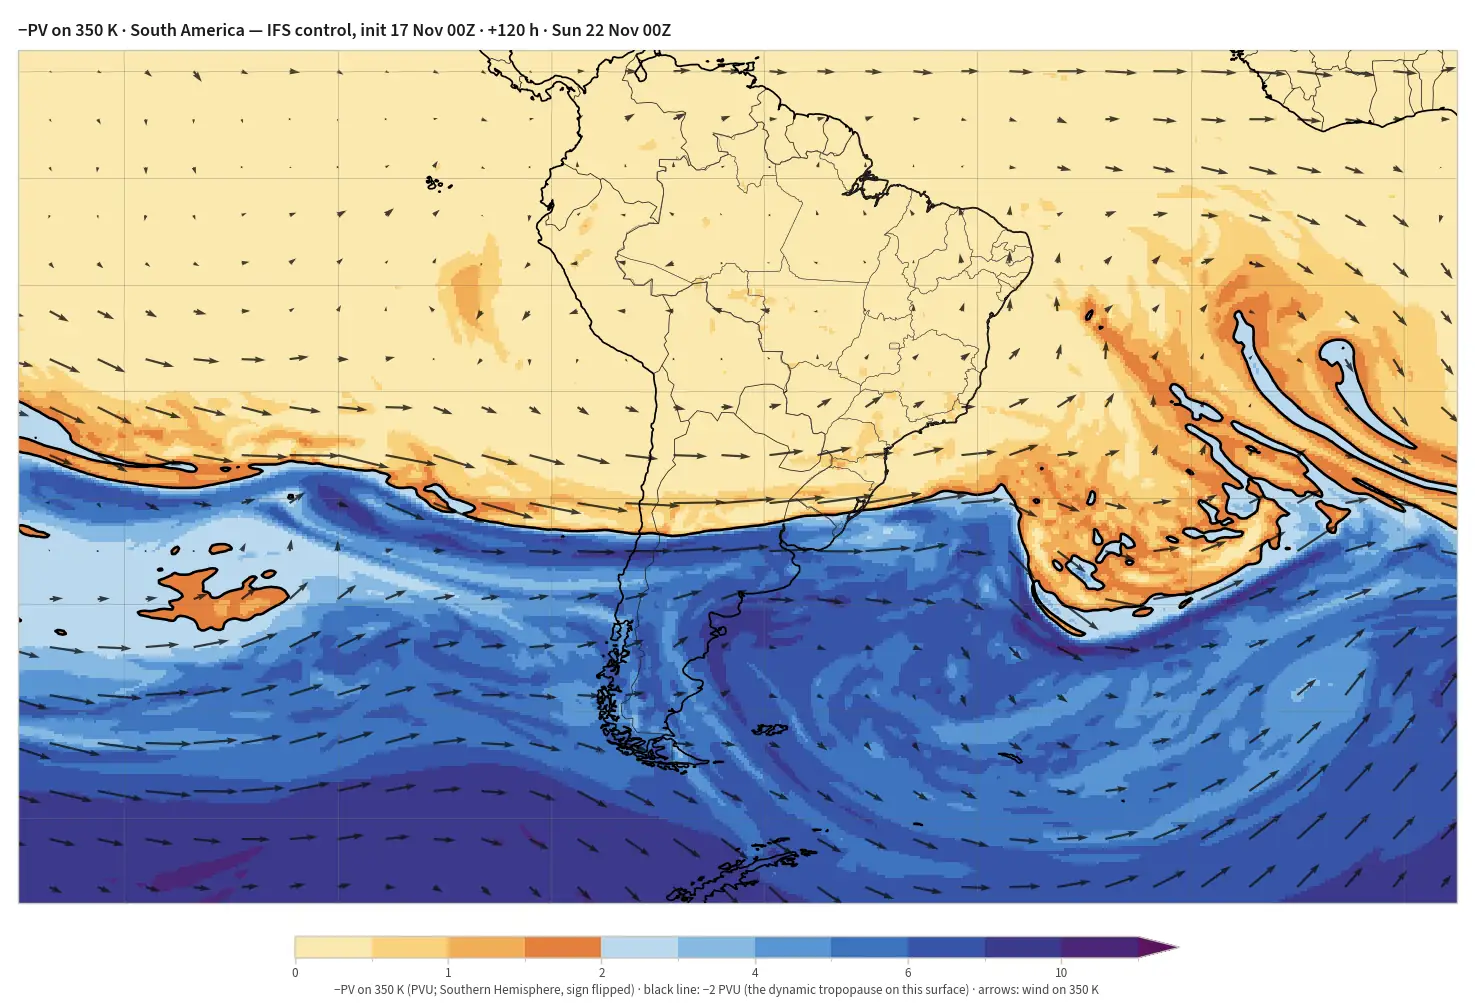 −PV on 350 K · South America — IFS control, init 17 Nov 00Z · +120 h · Sun 22 Nov 00Z
0 1 2 4 6 10
−PV on 350 K (PVU; Southern Hemisphere, sign flipped) · black line: −2 PVU (the dynamic tropopause on this surface) · arrows: wind on 350 K